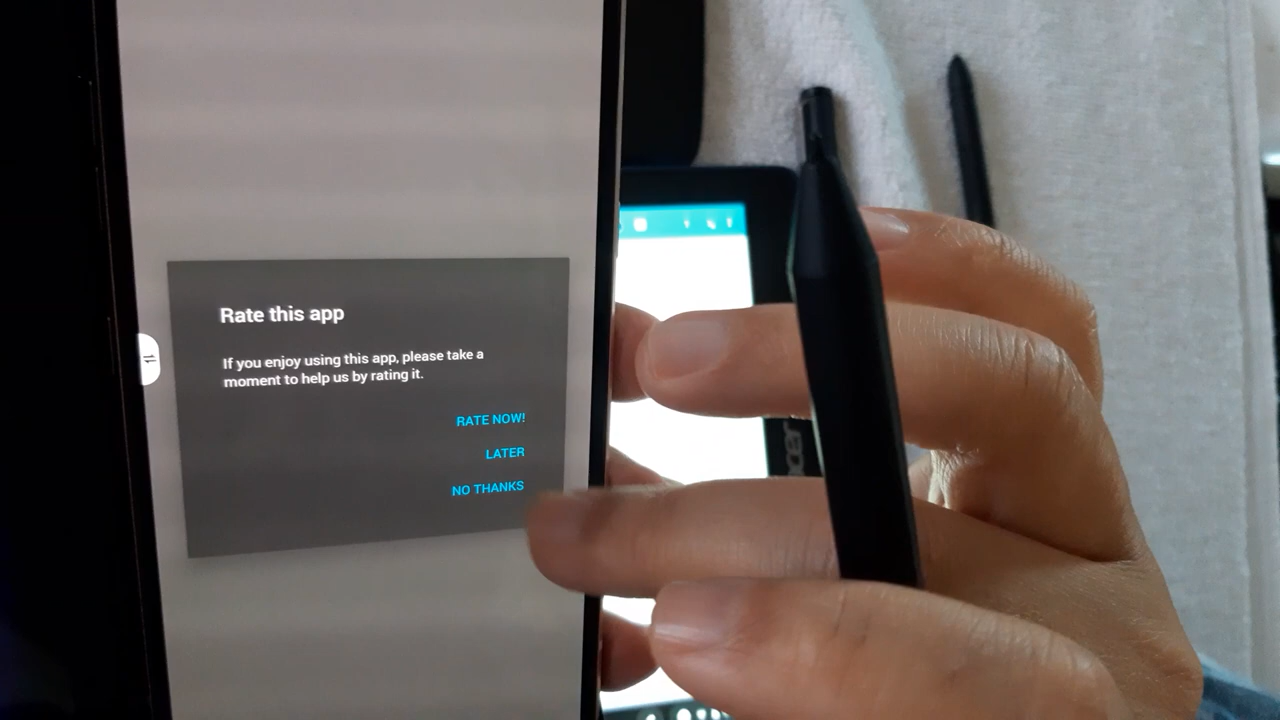 Rate this app
If you enjoy using this app, please take a
moment to help us by rating it.
RATE NOW!
LATER
NO THANKS
acer